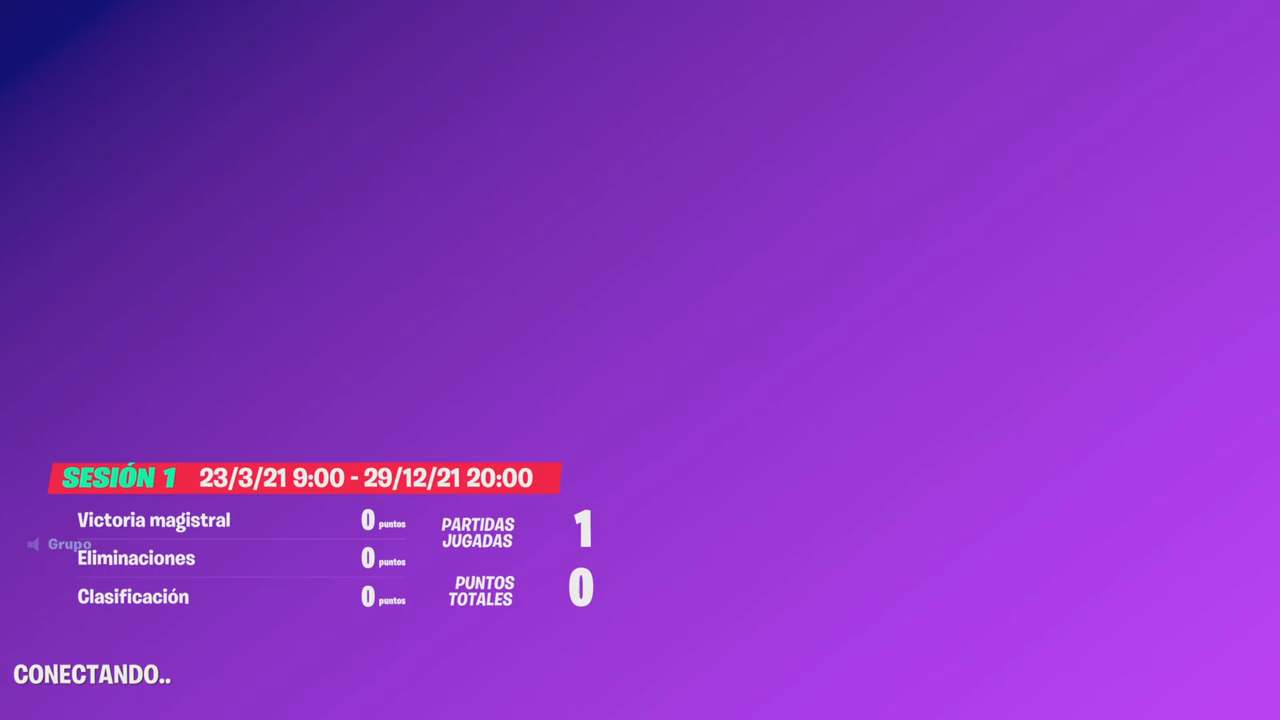 SESIÓN 1 23/3/21 9:00 - 29/12/21 20:00
Victoria magistral 0 puntos
Grupo
Eliminaciones 0 puntos
Clasificación 0 puntos
PARTIDAS
JUGADAS 1
PUNTOS
TOTALES 0
CONECTANDO..